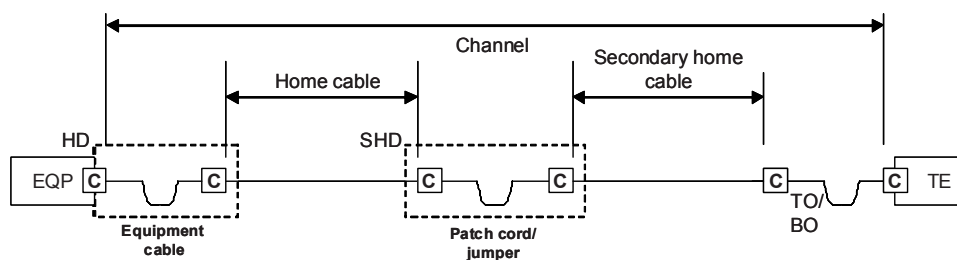 Channel
Home cable
Secondary home
cable
HD
SHD
EQP
C
C
C
C
C
C
TE
TO/
BO
Equipment
cable
Patch cord/
jumper